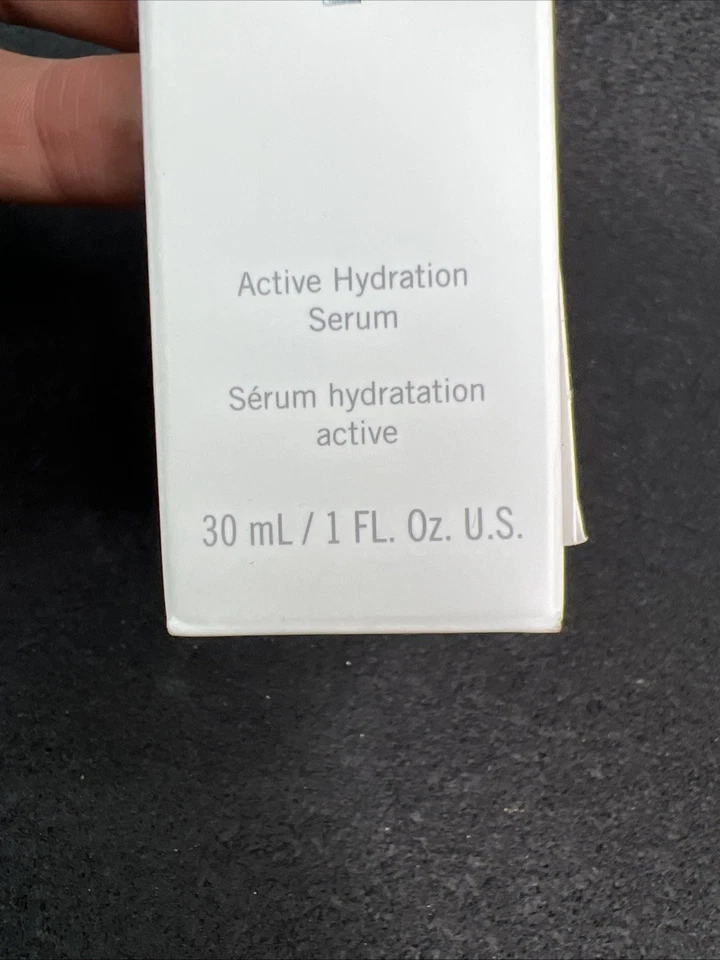 Active Hydration
Serum
Sérum hydratation
active
30 mL / 1 FL. Oz. U.S.